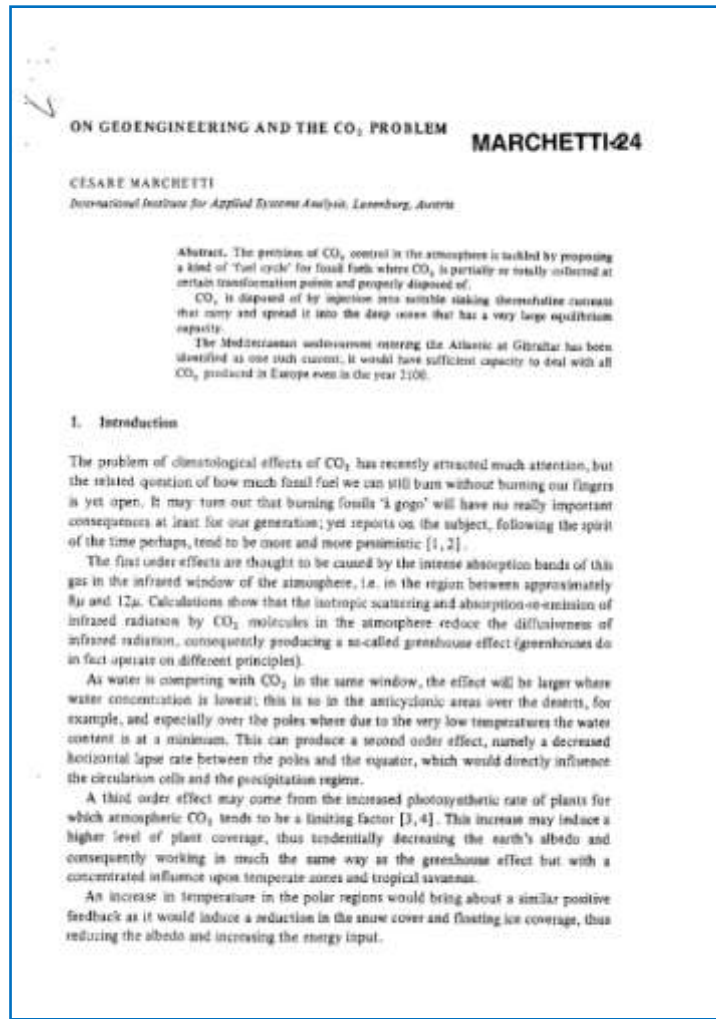 ON GEOENGINEERING AND THE CO₂ PROBLEM
MARCHETTI-24
CESARE MARCHETTI
International Institute for Applied Systems Analysis, Laxenburg, Austria
Abstract. The problem of CO₂ control in the atmosphere is tackled by proposing
a kind of 'fuel cycle' for fossil fuels where CO₂ is partially or totally collected at
certain transformation points and properly disposed of.
CO₂ is disposed of by injection into suitable sinking thermohaline currents
that carry and spread it into the deep ocean that has a very large equilibrium
capacity.
The Mediterranean undercurrent entering the Atlantic at Gibraltar has been
identified as one such current; it would have sufficient capacity to deal with all
CO₂ produced in Europe even in the year 2100.
1. Introduction
The problem of climatological effects of CO₂ has recently attracted much attention, but
the related question of how much fossil fuel we can still burn without burning our fingers
is yet open. It may turn out that burning fossils 'à gogo' will have no really important
consequences at least for our generation; yet reports on the subject, following the spirit
of the time perhaps, tend to be more and more pessimistic [1, 2].
The first order effects are thought to be caused by the intense absorption bands of this
gas in the infrared window of the atmosphere, i.e. in the region between approximately
8μ and 12μ. Calculations show that the isotropic scattering and absorption-re-emission of
infrared radiation by CO₂ molecules in the atmosphere reduce the diffusiveness of
infrared radiation, consequently producing a so-called greenhouse effect (greenhouses do
in fact operate on different principles).
As water is competing with CO₂ in the same window, the effect will be larger where
water concentration is lowest; this is so in the anticyclonic areas over the deserts, for
example, and especially over the poles where due to the very low temperatures the water
content is at a minimum. This can produce a second order effect, namely a decreased
horizontal lapse rate between the poles and the equator, which would directly influence
the circulation cells and the precipitation regime.
A third order effect may come from the increased photosynthetic rate of plants for
which atmospheric CO₂ tends to be a limiting factor [3, 4]. This increase may induce a
higher level of plant coverage, thus tendentially decreasing the earth's albedo and
consequently working in much the same way as the greenhouse effect but with a
concentrated influence upon temperate zones and tropical savannas.
An increase in temperature in the polar regions would bring about a similar positive
feedback as it would induce a reduction in the snow cover and floating ice coverage, thus
reducing the albedo and increasing the energy input.